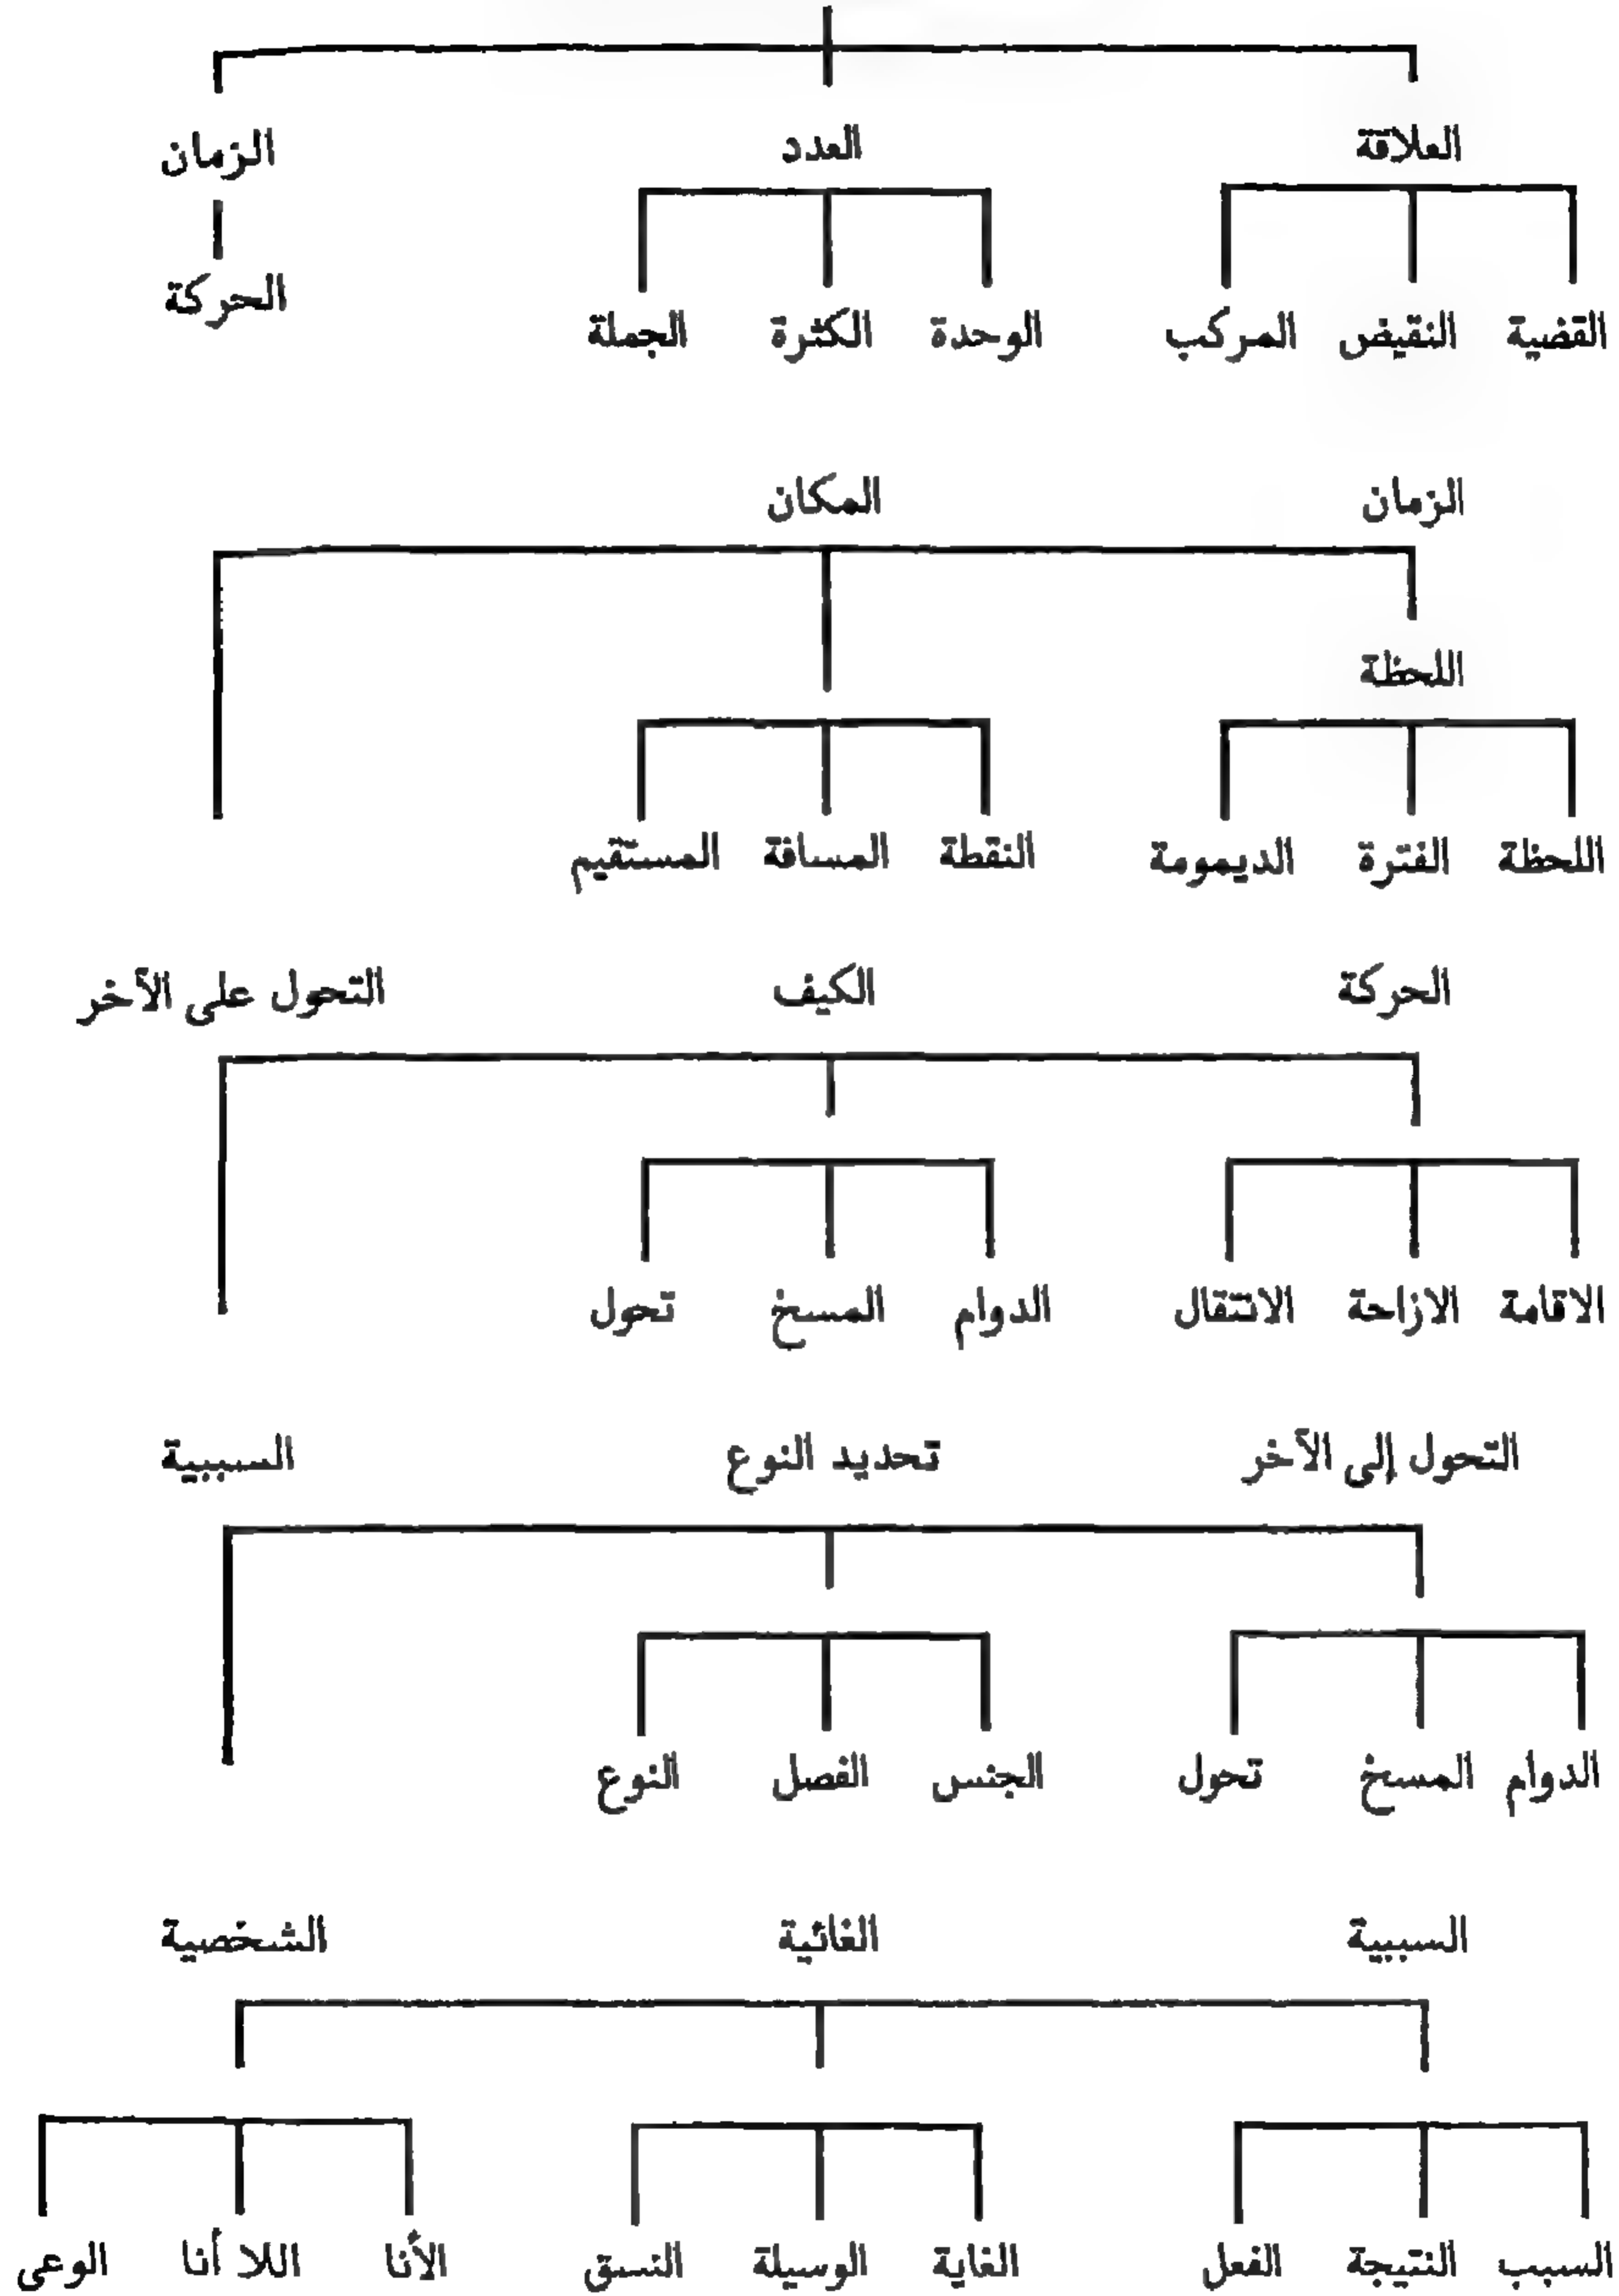 العلاقة العدد الزمان
الحركة
القضية النقيض المركب الوحدة الكثرة الجملة
الزمان المكان
اللحظة
اللحظة الفترة الديمومة النقطة المسافة المستقيم
الحركة الكيف التحول على الآخر
الاقامة الازاحة الانتقال الدوام المسخ تحول
التحول إلى الآخر تحديد النوع السببية
الدوام المسخ تحول الجنس الفصل النوع
السببية الغائية الشخصية
السبب النتيجة الفعل الغاية الوسيلة النسق الأنا اللا أنا الوعى